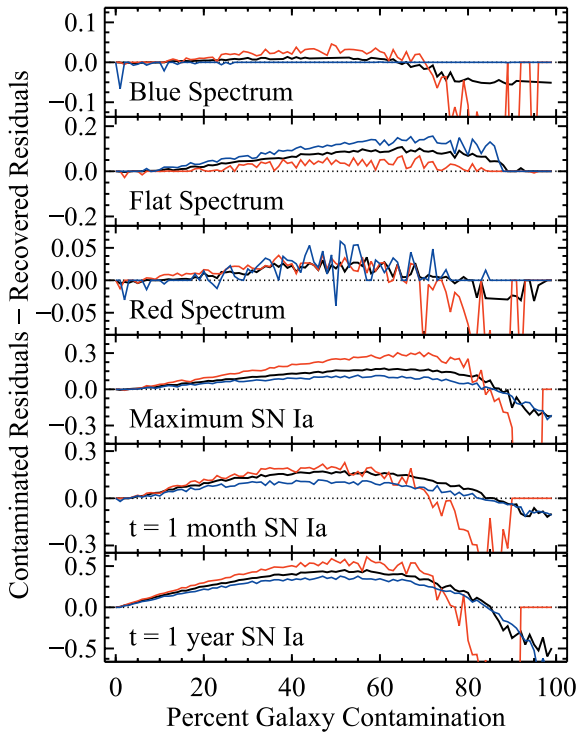 Contaminated Residuals − Recovered Residuals
0.1
0.0
−0.1
Blue Spectrum
0.2
0.0
−0.2
Flat Spectrum
0.05
0.00
−0.05
Red Spectrum
0.3
0.0
−0.3
Maximum SN Ia
0.3
0.0
−0.3
t = 1 month SN Ia
0.5
0.0
−0.5
t = 1 year SN Ia
0 20 40 60 80 100
Percent Galaxy Contamination